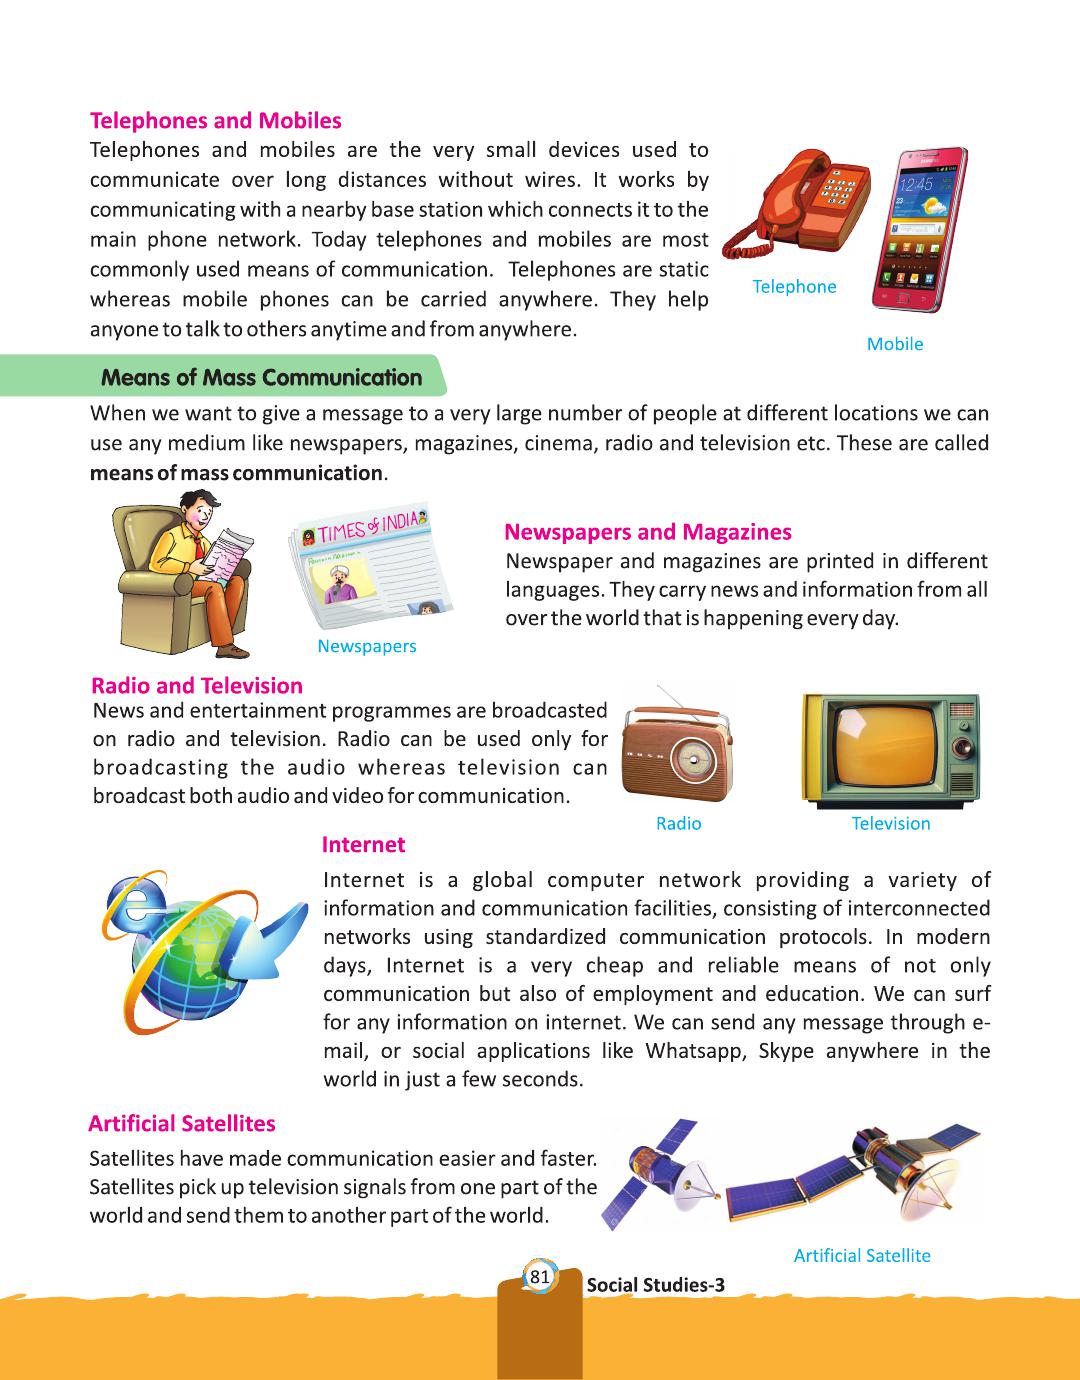 Telephones and Mobiles
Telephones and mobiles are the very small devices used to
communicate over long distances without wires. It works by
communicating with a nearby base station which connects it to the
main phone network. Today telephones and mobiles are most
commonly used means of communication. Telephones are static
whereas mobile phones can be carried anywhere. They help
anyone to talk to others anytime and from anywhere.
12:45
23
Telephone
Mobile
Means of Mass Communication
When we want to give a message to a very large number of people at different locations we can
use any medium like newspapers, magazines, cinema, radio and television etc. These are called
means of mass communication.
TIMES of INDIA
Newspapers
Newspapers and Magazines
Newspaper and magazines are printed in different
languages. They carry news and information from all
over the world that is happening every day.
Radio and Television
News and entertainment programmes are broadcasted
on radio and television. Radio can be used only for
broadcasting the audio whereas television can
broadcast both audio and video for communication.
Radio
Television
Internet
Internet is a global computer network providing a variety of
information and communication facilities, consisting of interconnected
networks using standardized communication protocols. In modern
days, Internet is a very cheap and reliable means of not only
communication but also of employment and education. We can surf
for any information on internet. We can send any message through e-
mail, or social applications like Whatsapp, Skype anywhere in the
world in just a few seconds.
e
Artificial Satellites
Satellites have made communication easier and faster.
Satellites pick up television signals from one part of the
world and send them to another part of the world.
Artificial Satellite
81
Social Studies-3